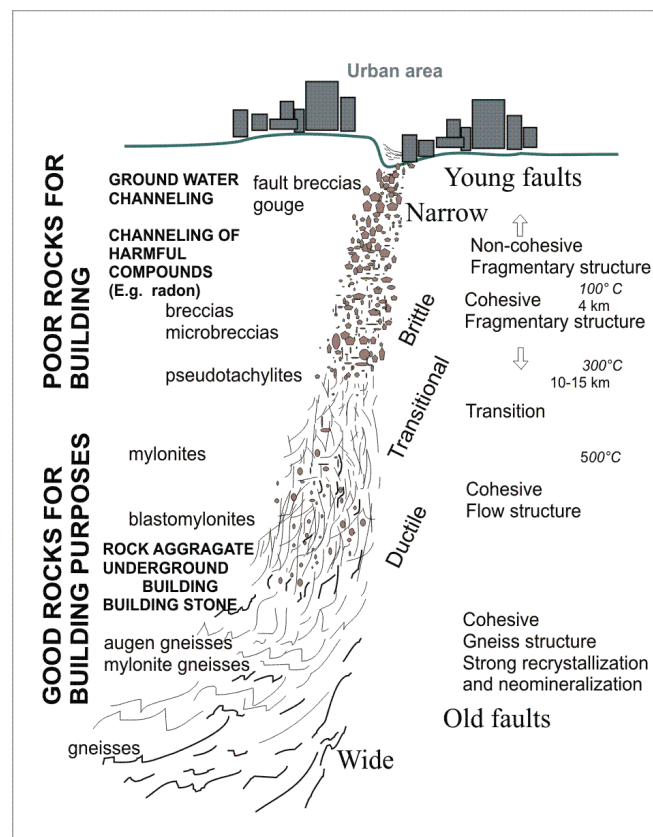 Urban area
POOR ROCKS FOR
BUILDING
GROUND WATER
CHANNELING
fault breccias
gouge
CHANNELING OF
HARMFUL
COMPOUNDS
(E.g. radon)
breccias
microbreccias
pseudotachylites
GOOD ROCKS FOR
BUILDING PURPOSES
mylonites
blastomylonites
ROCK AGGRAGATE
UNDERGROUND
BUILDING
BUILDING STONE
augen gneisses
mylonite gneisses
gneisses
Narrow
Brittle
Transitional
Ductile
Wide
Young faults
Non-cohesive
Fragmentary structure
100° C
Cohesive
4 km
Fragmentary structure
300°C
10-15 km
Transition
500°C
Cohesive
Flow structure
Cohesive
Gneiss structure
Strong recrystallization
and neomineralization
Old faults